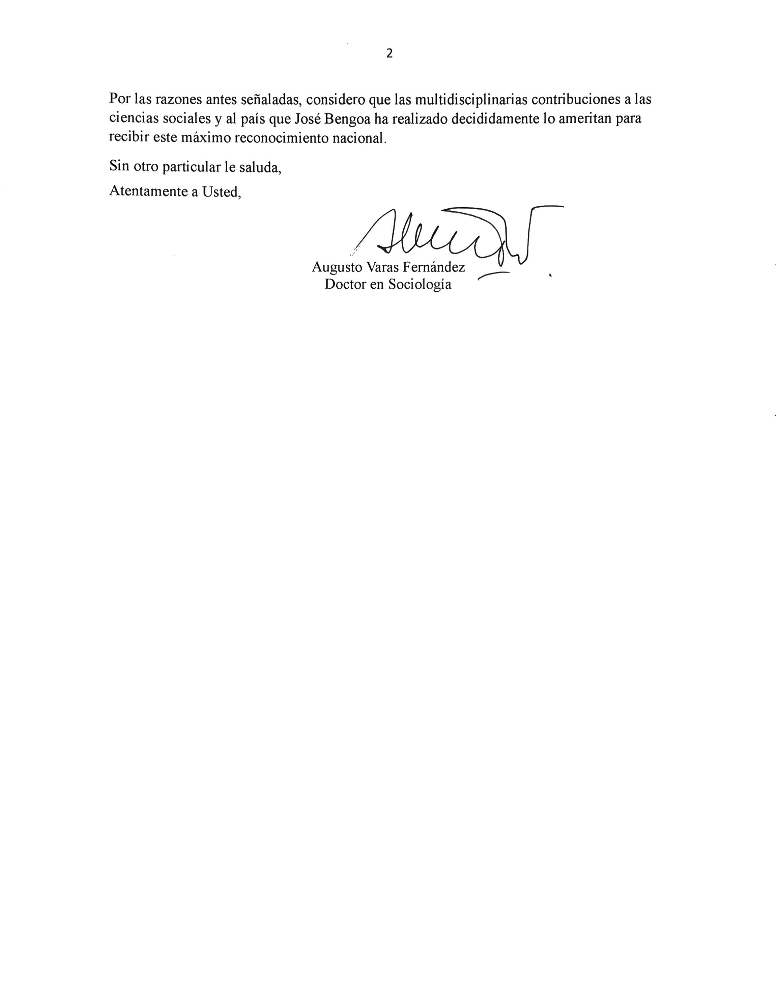 2
Por las razones antes señaladas, considero que las multidisciplinarias contribuciones a las
ciencias sociales y al país que José Bengoa ha realizado decididamente lo ameritan para
recibir este máximo reconocimiento nacional.
Sin otro particular le saluda,
Atentamente a Usted,
Augusto Varas Fernández
Doctor en Sociología